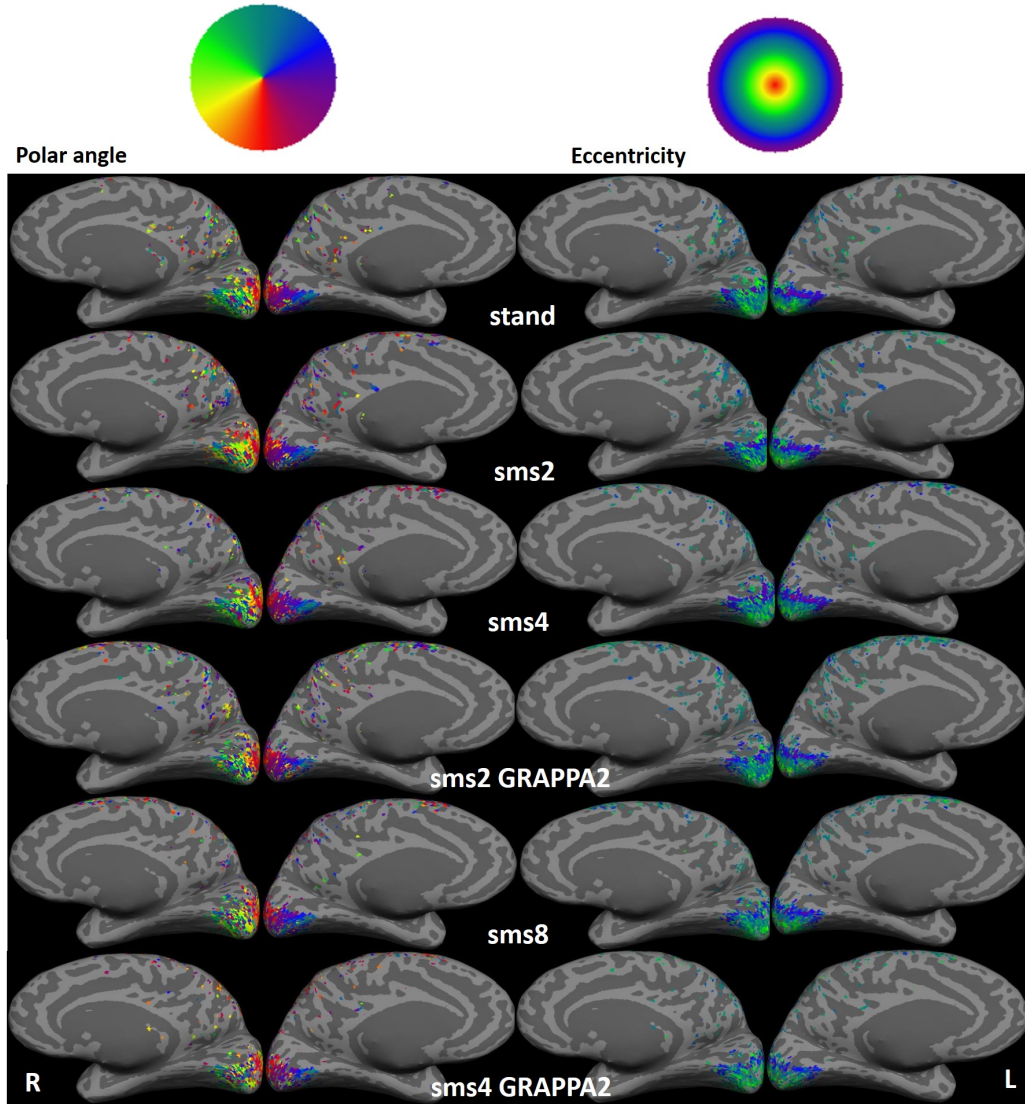 Polar angle
Eccentricity
stand
sms2
sms4
sms2 GRAPPA2
sms8
R
sms4 GRAPPA2
L